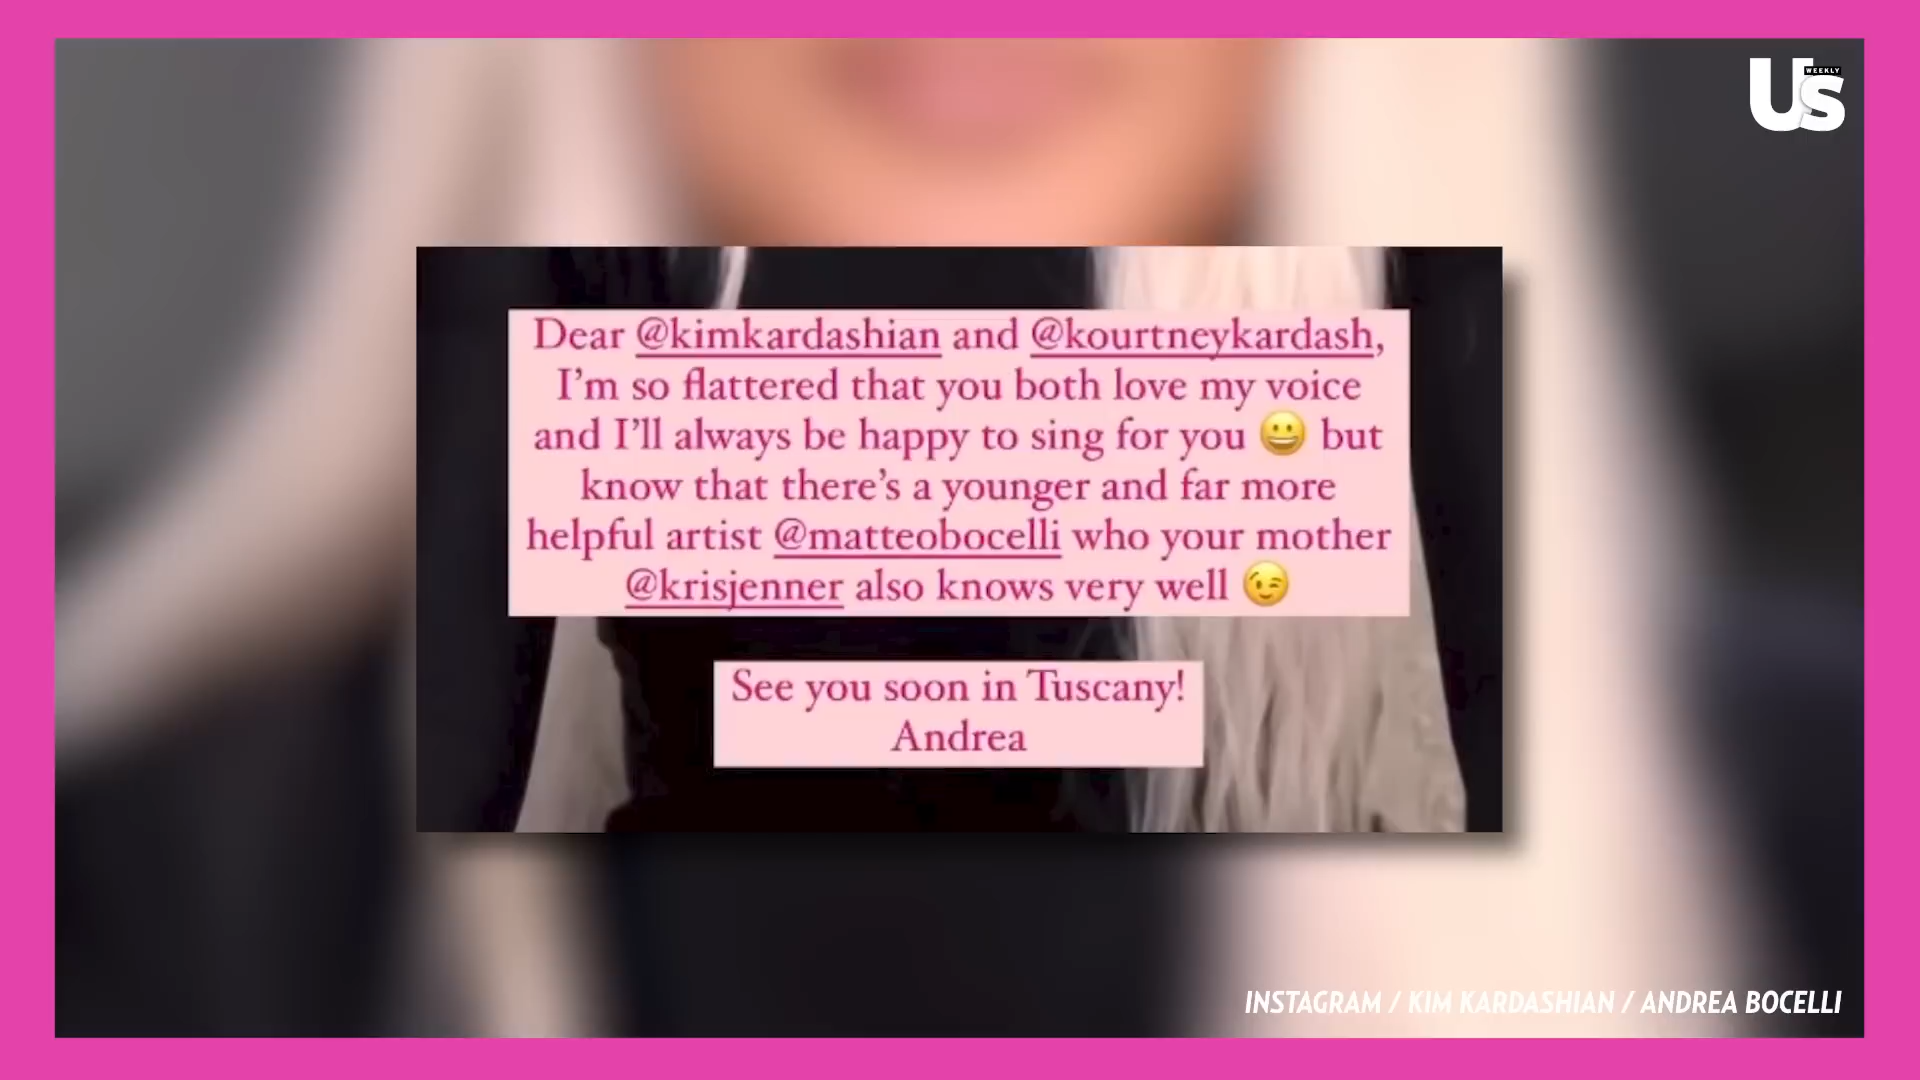 Us
WEEKLY
Dear @kimkardashian and @kourtneykardash,
I’m so flattered that you both love my voice
and I’ll always be happy to sing for you 😀 but
know that there’s a younger and far more
helpful artist @matteobocelli who your mother
@krisjenner also knows very well 😉
See you soon in Tuscany!
Andrea
INSTAGRAM / KIM KARDASHIAN / ANDREA BOCELLI